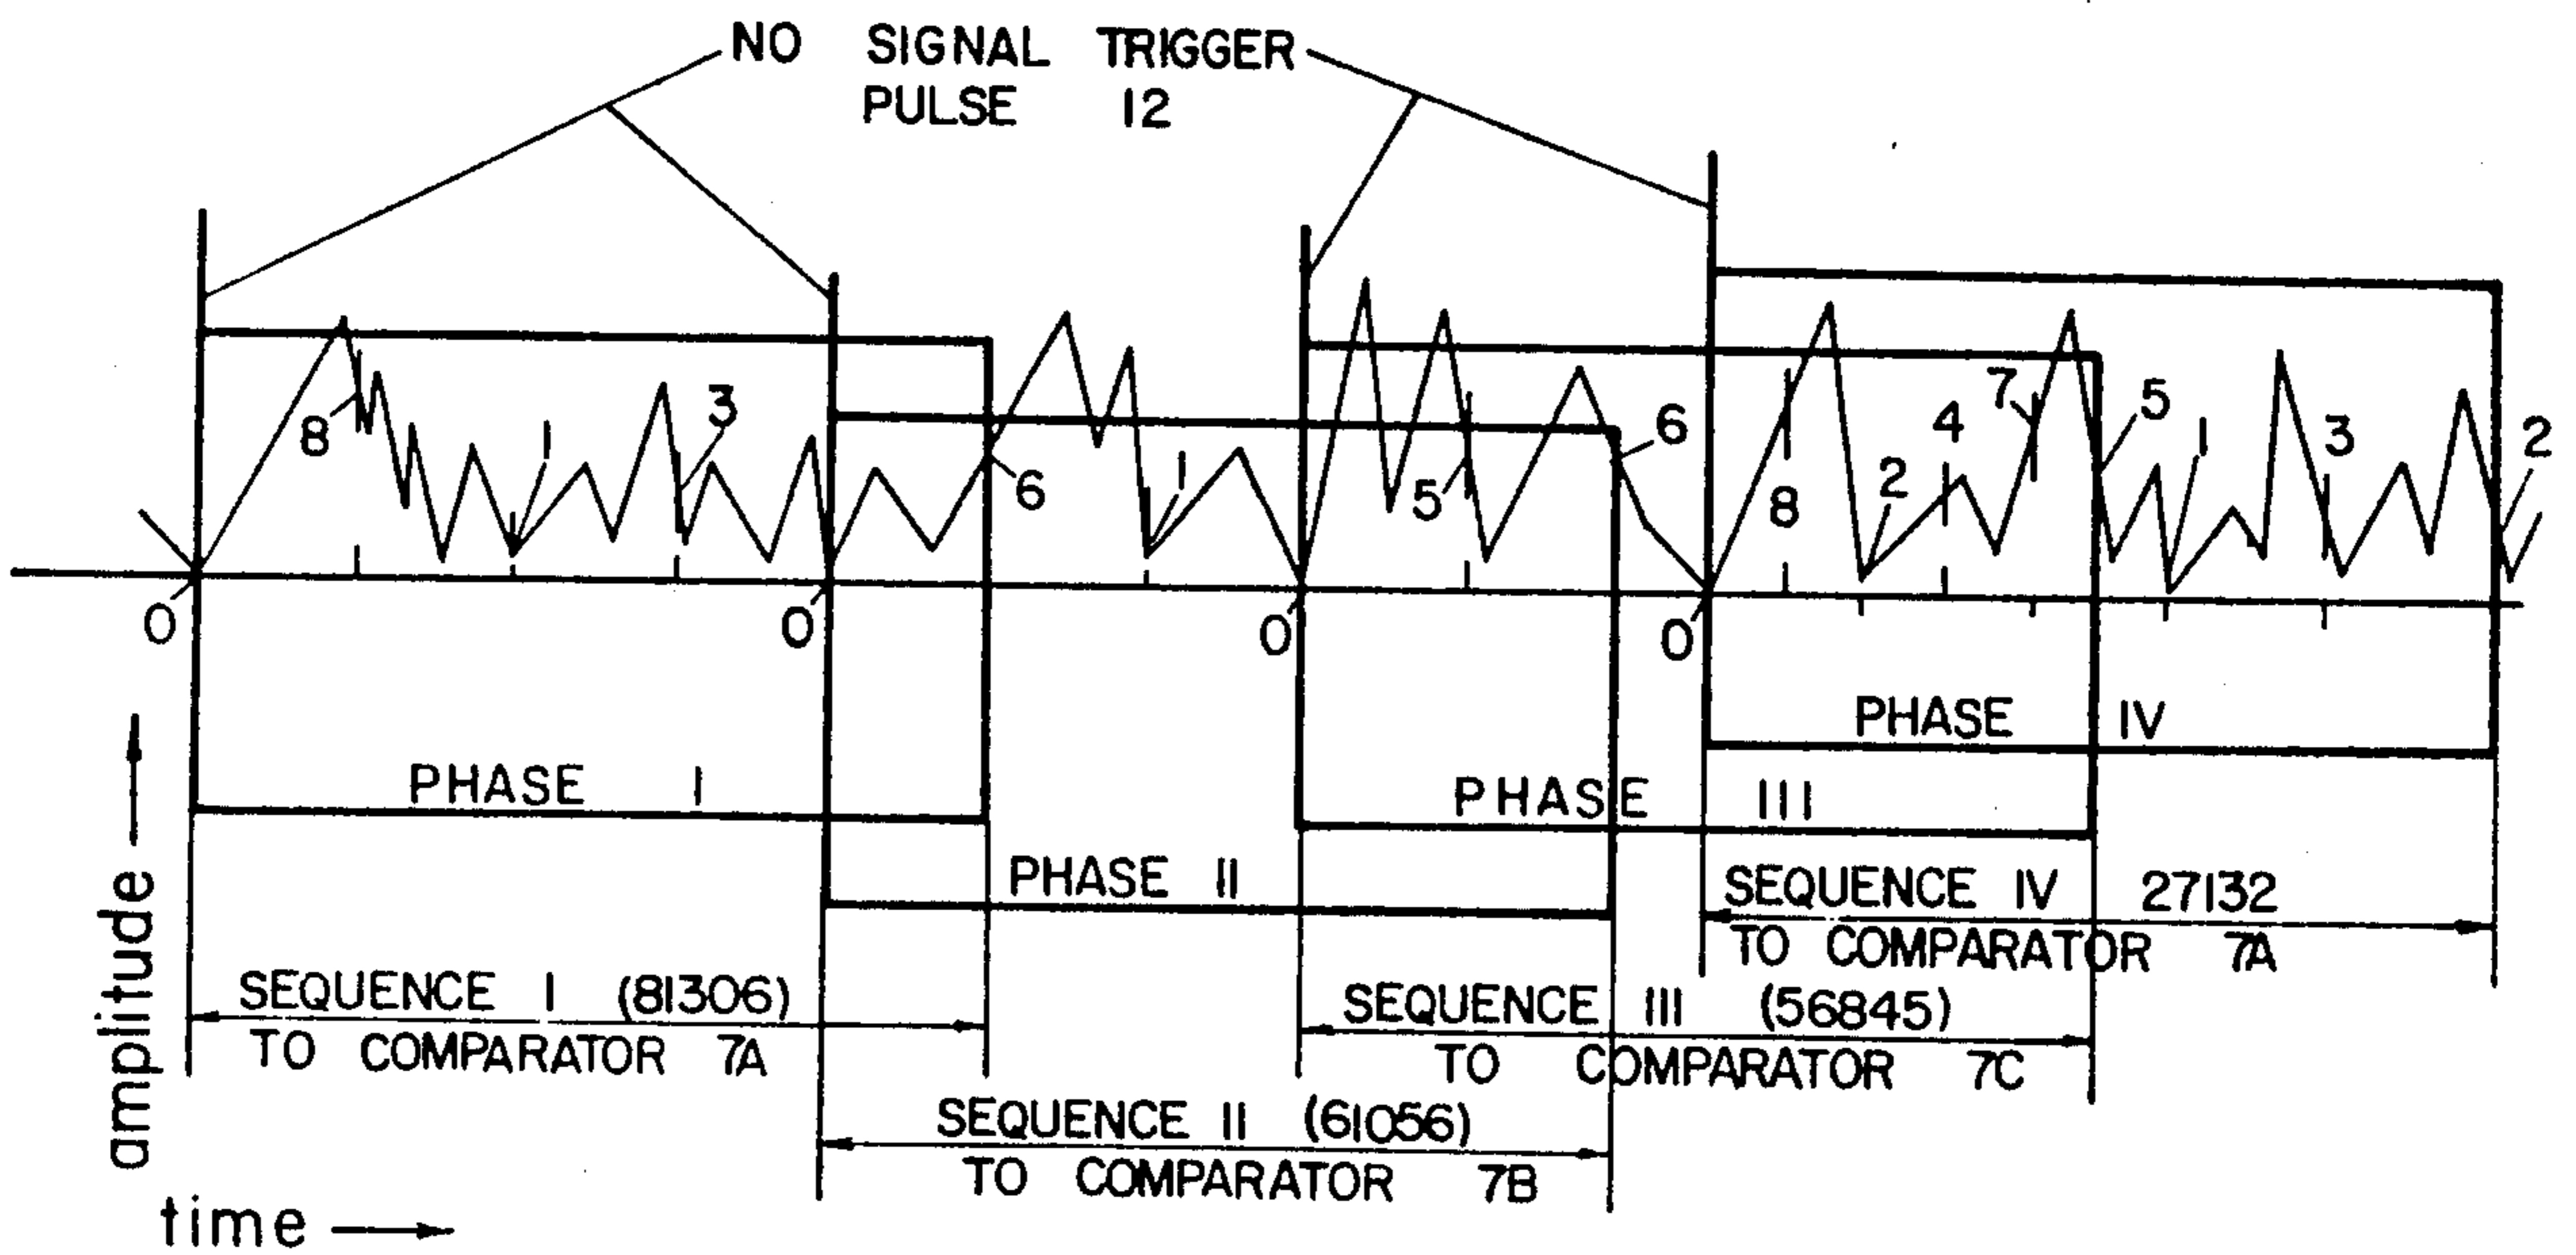 NO SIGNAL TRIGGER
PULSE 12
8
1
3
6
1
5
6
8
2
4
7
5
1
3
2
0
0
0
0
PHASE I
PHASE II
PHASE III
PHASE IV
SEQUENCE I (81306)
TO COMPARATOR 7A
SEQUENCE II (61056)
TO COMPARATOR 7B
SEQUENCE III (56845)
TO COMPARATOR 7C
SEQUENCE IV 27132
TO COMPARATOR 7A
amplitude
time